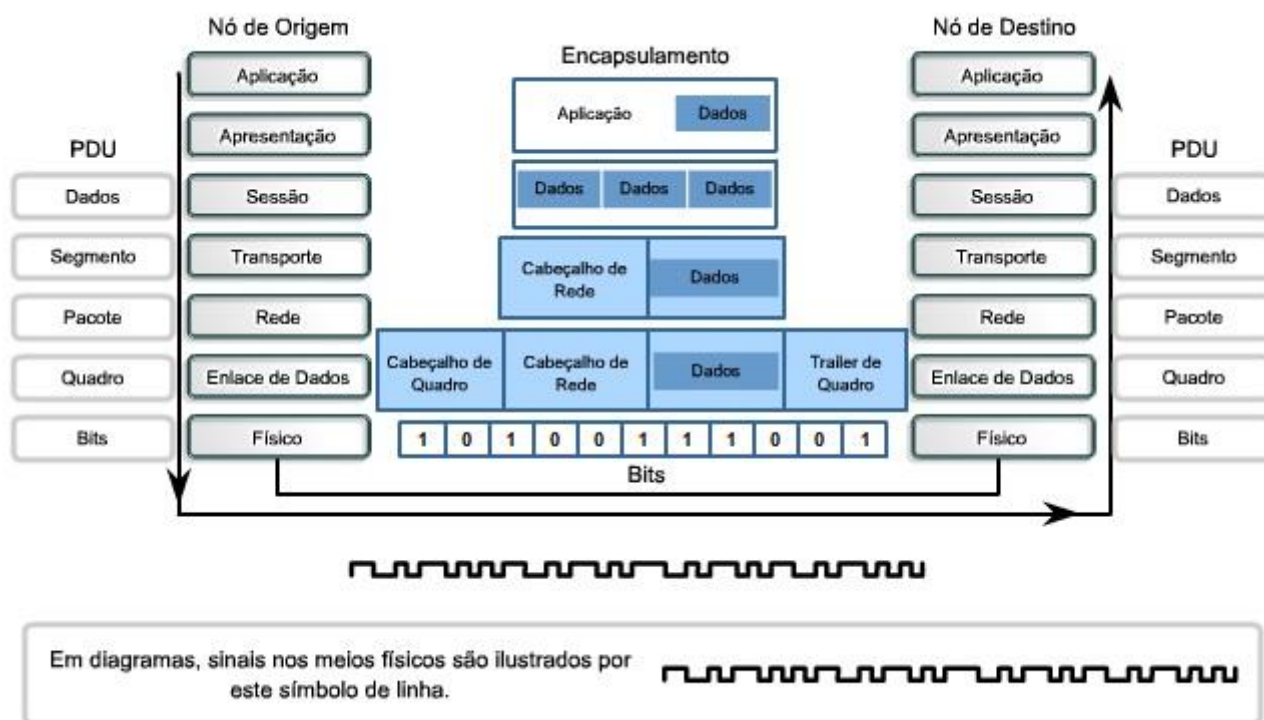 Nó de Origem
Encapsulamento
Nó de Destino
PDU
Dados
Segmento
Pacote
Quadro
Bits
Aplicação
Apresentação
Sessão
Transporte
Rede
Enlace de Dados
Físico
Aplicação Dados
Dados Dados Dados
Cabeçalho de
Rede
Dados
Cabeçalho de
Quadro
Cabeçalho de
Rede
Dados
Trailer de
Quadro
1 0 1 0 0 1 1 1 0 0 1
Bits
Aplicação
Apresentação
Sessão
Transporte
Rede
Enlace de Dados
Físico
PDU
Dados
Segmento
Pacote
Quadro
Bits
Em diagramas, sinais nos meios físicos são ilustrados por
este símbolo de linha.